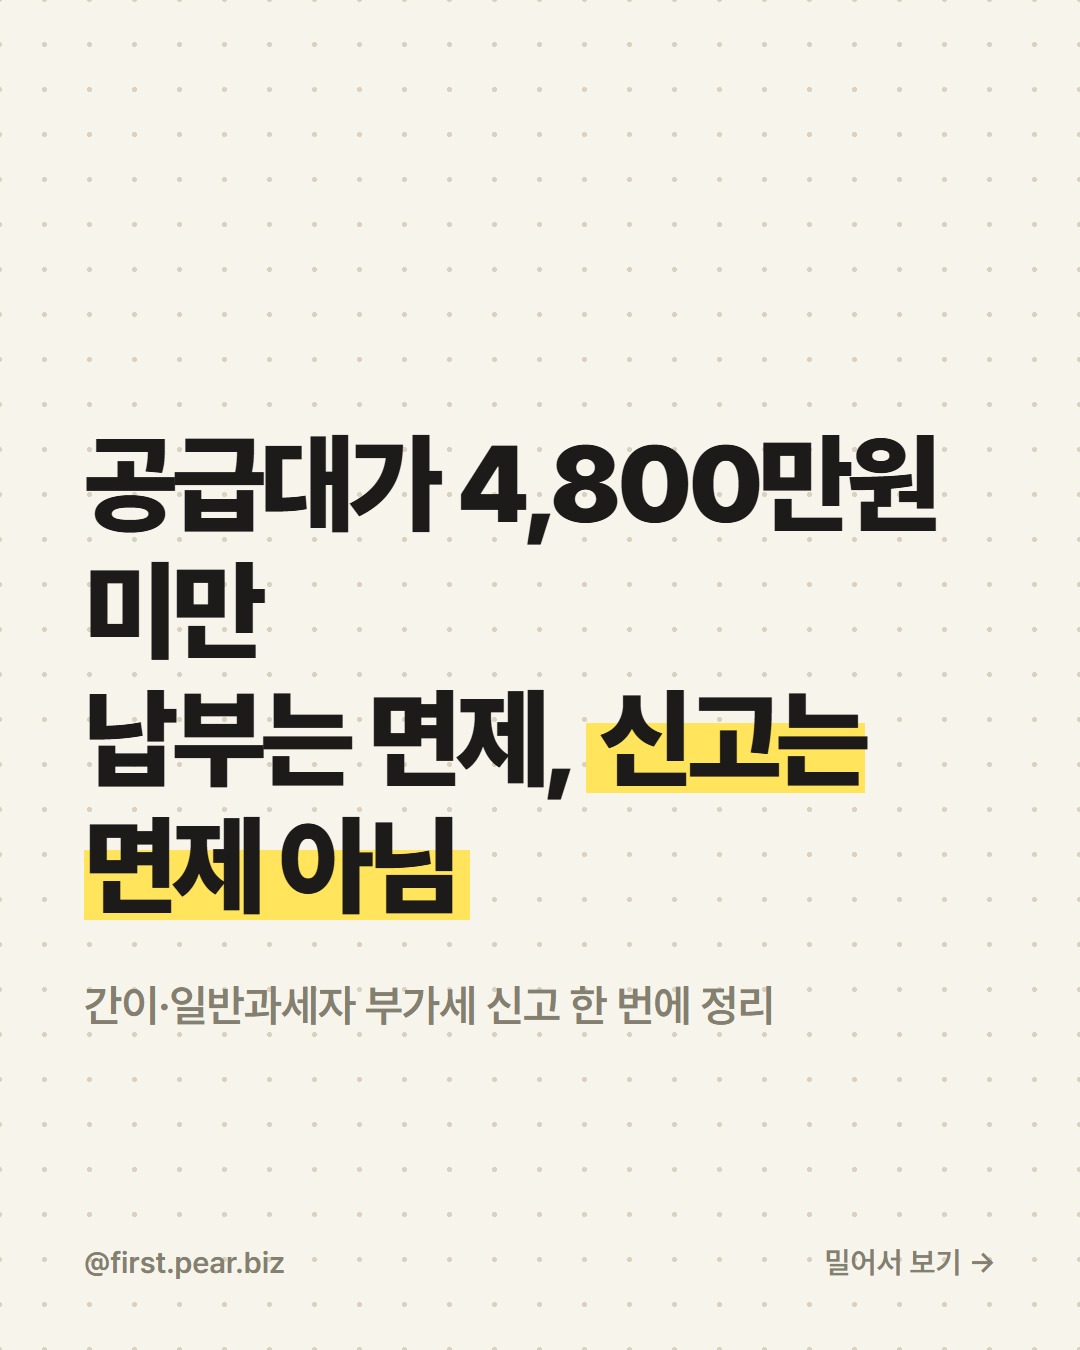 공급대가 4,800만원
미만
납부는 면제, 신고는
면제 아님
간이·일반과세자 부가세 신고 한 번에 정리
@first.pear.biz
밀어서 보기 →